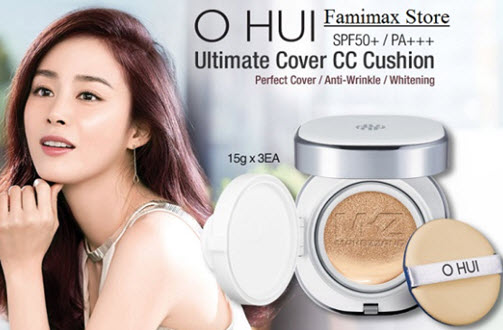 O HUI Famimax Store
SPF50+ / PA+++
Ultimate Cover CC Cushion
Perfect Cover / Anti-Wrinkle / Whitening
15g x 3EA
O HUI